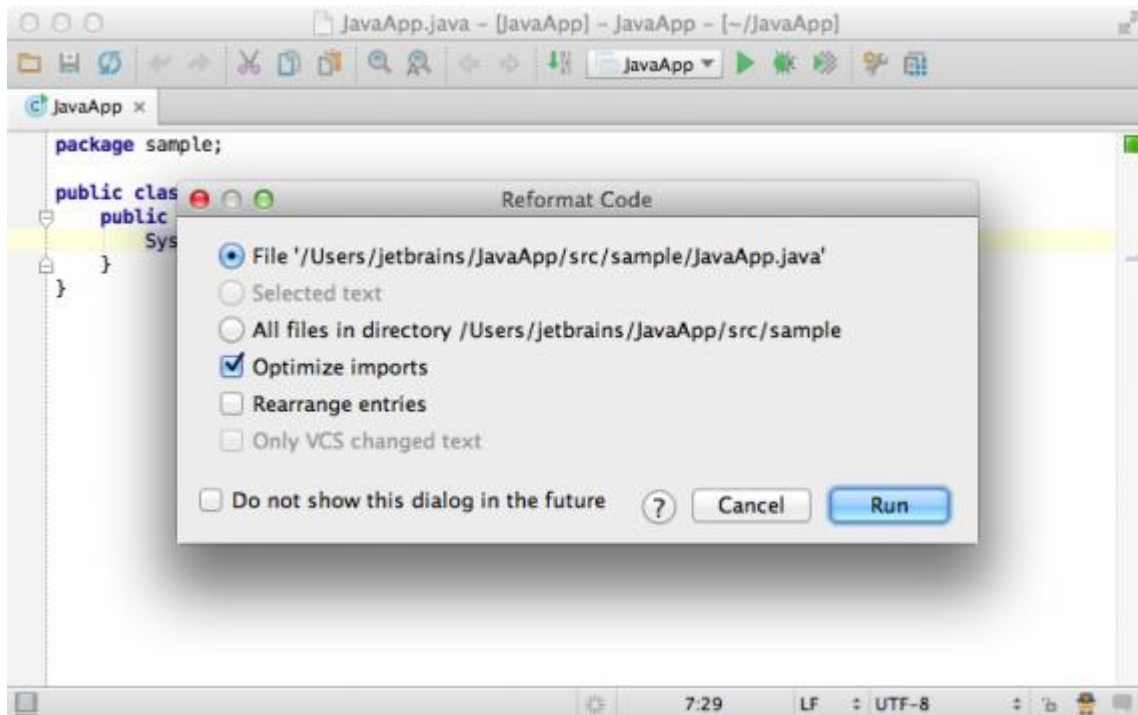 JavaApp.java – [JavaApp] – JavaApp – [~/JavaApp]
JavaApp
JavaApp ×
package sample;
public clas
Reformat Code
public
Sys
File '/Users/jetbrains/JavaApp/src/sample/JavaApp.java'
}
Selected text
}
All files in directory /Users/jetbrains/JavaApp/src/sample
Optimize imports
Rearrange entries
Only VCS changed text
Do not show this dialog in the future
? Cancel Run
7:29 LF UTF-8